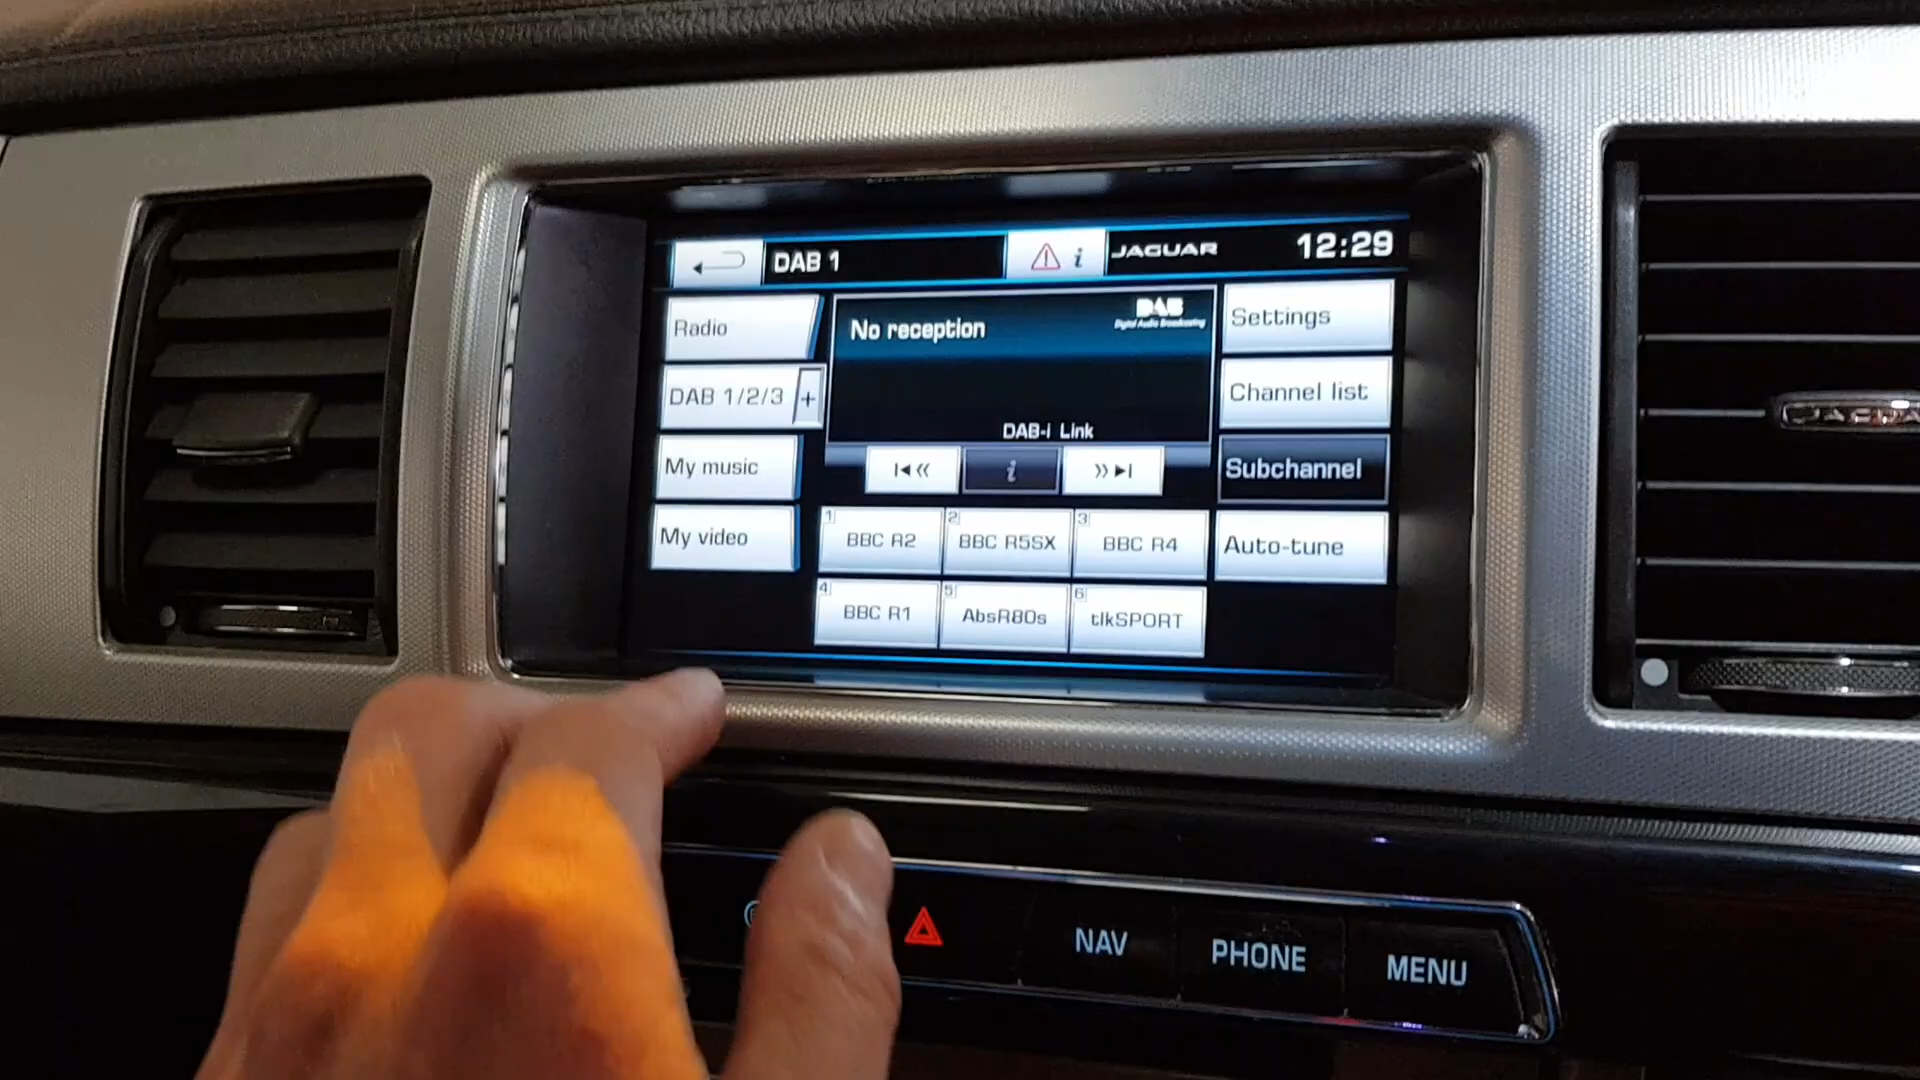 DAB 1
i
JAGUAR
12:29
Radio
No reception
DAB
Digital Audio Broadcasting
Settings
DAB 1/2/3 +
Channel list
DAB-i Link
My music
i
Subchannel
My video
1 BBC R2
2 BBC R5SX
3 BBC R4
Auto-tune
4 BBC R1
5 AbsR80s
6 tlkSPORT
JAGUAR
NAV
PHONE
MENU